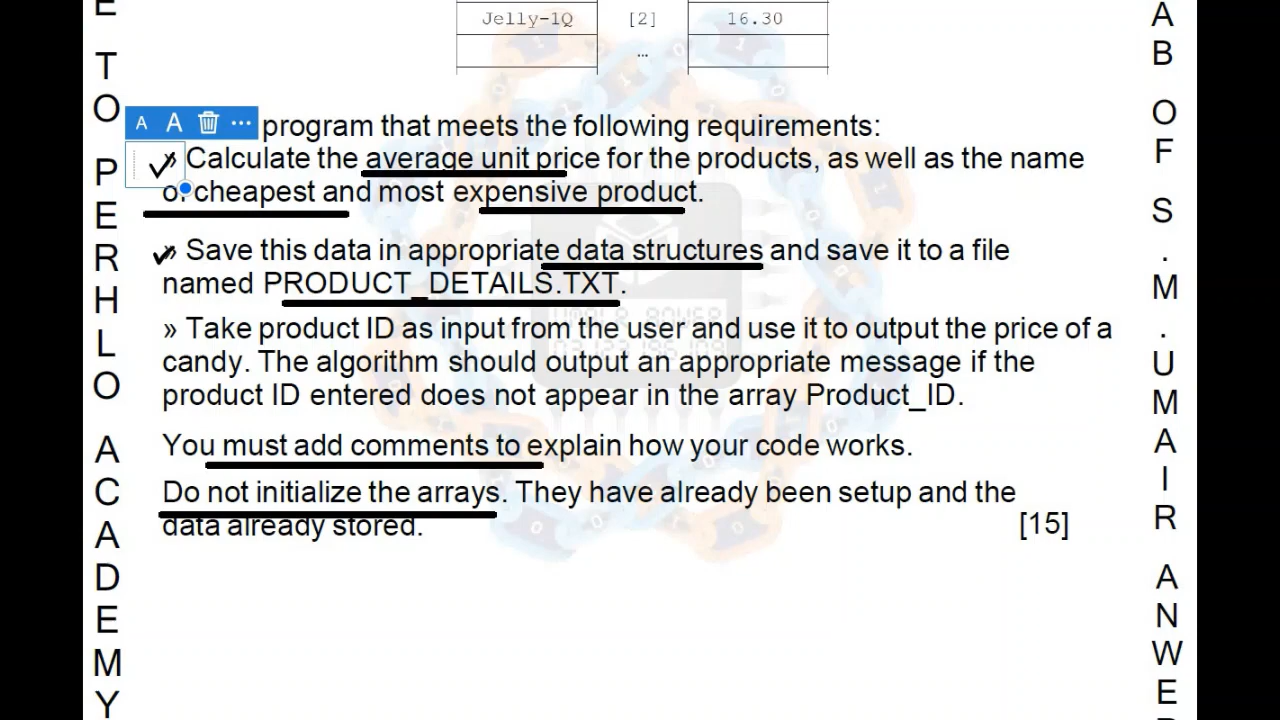 Jelly-1Q [2] 16.30
...
A A ...
program that meets the following requirements:
» Calculate the average unit price for the products, as well as the name
of cheapest and most expensive product.
» Save this data in appropriate data structures and save it to a file
named PRODUCT_DETAILS.TXT.
» Take product ID as input from the user and use it to output the price of a
candy. The algorithm should output an appropriate message if the
product ID entered does not appear in the array Product_ID.
You must add comments to explain how your code works.
Do not initialize the arrays. They have already been setup and the
data already stored. [15]
E TO PERHLO ACADEMY
AB OF S.M.UMAIR ANWE